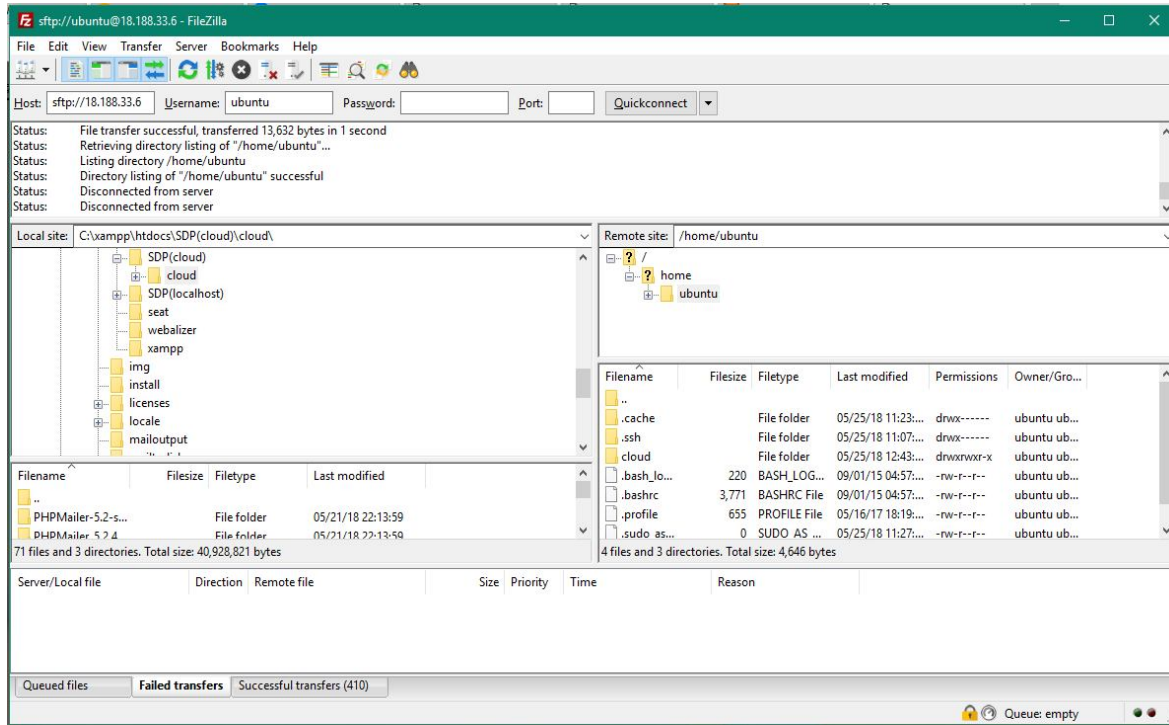 sftp://ubuntu@18.188.33.6 - FileZilla
File Edit View Transfer Server Bookmarks Help
Host: sftp://18.188.33.6 Username: ubuntu Password: Port: Quickconnect
Status: File transfer successful, transferred 13,632 bytes in 1 second
Status: Retrieving directory listing of "/home/ubuntu"...
Status: Listing directory /home/ubuntu
Status: Directory listing of "/home/ubuntu" successful
Status: Disconnected from server
Status: Disconnected from server
Local site: C:\xampp\htdocs\SDP(cloud)\cloud\
SDP(cloud)
cloud
SDP(localhost)
seat
webalizer
xampp
img
install
licenses
locale
mailoutput
Filename Filesize Filetype Last modified
..
PHPMailer-5.2-s... File folder 05/21/18 22:13:59
PHPMailer 5.2.4 File folder 05/21/18 22:13:59
71 files and 3 directories. Total size: 40,928,821 bytes
Remote site: /home/ubuntu
/
home
ubuntu
Filename Filesize Filetype Last modified Permissions Owner/Gro...
..
.cache File folder 05/25/18 11:23:... drwx------ ubuntu ub...
.ssh File folder 05/25/18 11:07:... drwx------ ubuntu ub...
cloud File folder 05/25/18 12:43:... drwxrwxr-x ubuntu ub...
.bash_lo... 220 BASH_LOG... 09/01/15 04:57:... -rw-r--r-- ubuntu ub...
.bashrc 3,771 BASHRC File 09/01/15 04:57:... -rw-r--r-- ubuntu ub...
.profile 655 PROFILE File 05/16/17 18:19:... -rw-r--r-- ubuntu ub...
.sudo_as... 0 SUDO_AS ... 05/25/18 11:27:... -rw-r--r-- ubuntu ub...
4 files and 3 directories. Total size: 4,646 bytes
Server/Local file Direction Remote file Size Priority Time Reason
Queued files Failed transfers Successful transfers (410)
Queue: empty